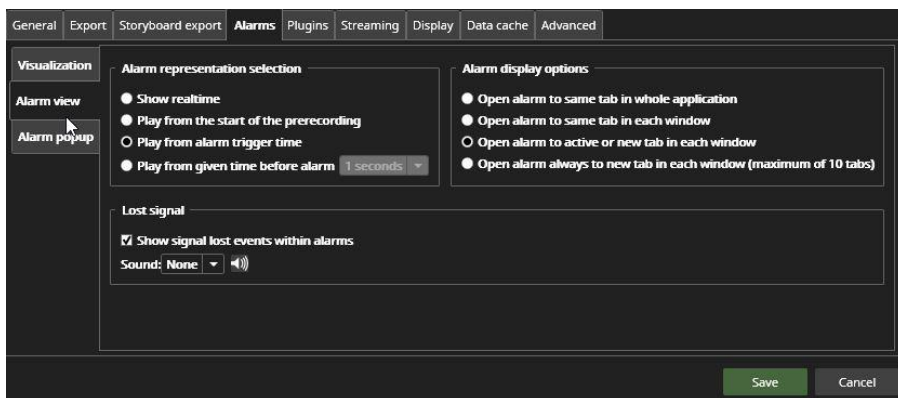 General Export Storyboard export Alarms Plugins Streaming Display Data cache Advanced
Visualization
Alarm view
Alarm popup
Alarm representation selection
Show realtime
Play from the start of the prerecording
Play from alarm trigger time
Play from given time before alarm 1 seconds
Alarm display options
Open alarm to same tab in whole application
Open alarm to same tab in each window
Open alarm to active or new tab in each window
Open alarm always to new tab in each window (maximum of 10 tabs)
Lost signal
Show signal lost events within alarms
Sound: None
Save Cancel